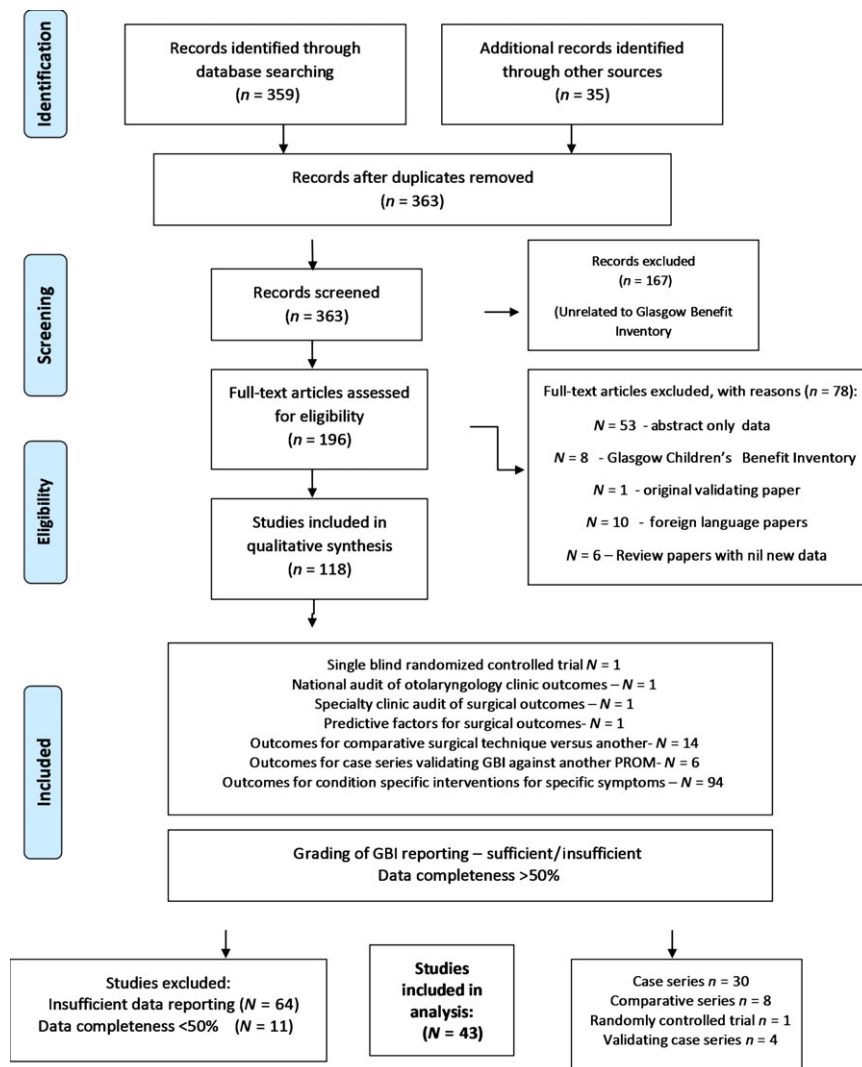 Identification
Records identified through
database searching
(n = 359)
Additional records identified
through other sources
(n = 35)
Records after duplicates removed
(n = 363)
Screening
Records screened
(n = 363)
Records excluded
(n = 167)
(Unrelated to Glasgow Benefit
Inventory
Eligibility
Full-text articles assessed
for eligibility
(n = 196)
Full-text articles excluded, with reasons (n = 78):
N = 53 - abstract only data
N = 8 - Glasgow Children's Benefit Inventory
N = 1 - original validating paper
N = 10 - foreign language papers
N = 6 – Review papers with nil new data
Studies included in
qualitative synthesis
(n = 118)
Included
Single blind randomized controlled trial N = 1
National audit of otolaryngology clinic outcomes – N = 1
Specialty clinic audit of surgical outcomes – N = 1
Predictive factors for surgical outcomes- N = 1
Outcomes for comparative surgical technique versus another- N = 14
Outcomes for case series validating GBI against another PROM- N = 6
Outcomes for condition specific interventions for specific symptoms – N = 94
Grading of GBI reporting – sufficient/insufficient
Data completeness >50%
Studies excluded:
Insufficient data reporting (N = 64)
Data completeness <50% (N = 11)
Studies
included in
analysis:
(N = 43)
Case series n = 30
Comparative series n = 8
Randomly controlled trial n = 1
Validating case series n = 4